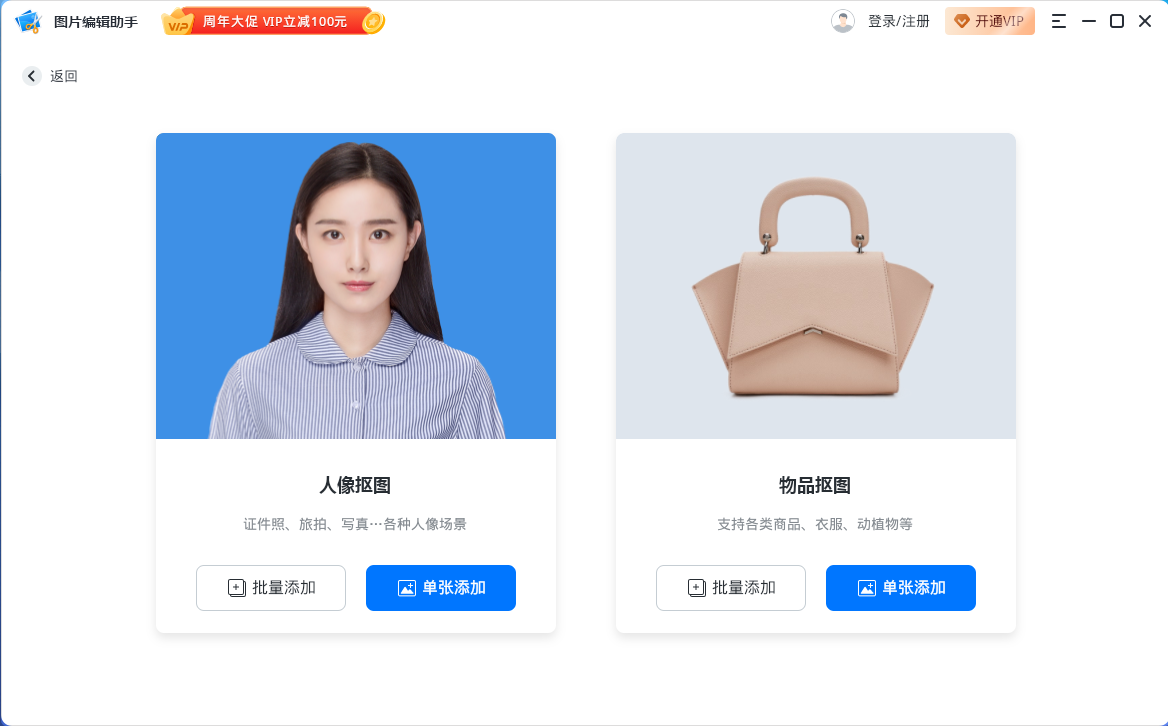 图片编辑助手
VIP 周年大促 VIP立减100元
登录/注册
开通VIP
返回
人像抠图
证件照、旅拍、写真…各种人像场景
批量添加
单张添加
物品抠图
支持各类商品、衣服、动植物等
批量添加
单张添加